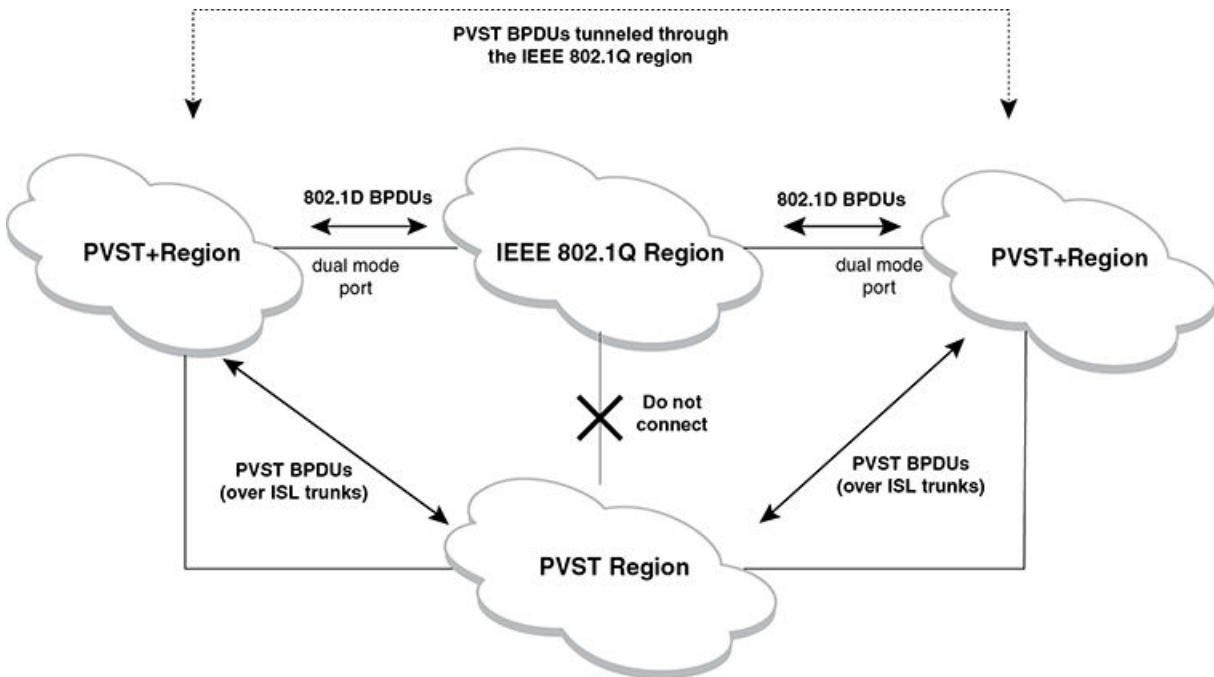 PVST BPDUs tunneled through
the IEEE 802.1Q region
802.1D BPDUs
802.1D BPDUs
PVST+Region
IEEE 802.1Q Region
PVST+Region
dual mode
port
dual mode
port
Do not
connect
PVST BPDUs
(over ISL trunks)
PVST BPDUs
(over ISL trunks)
PVST Region